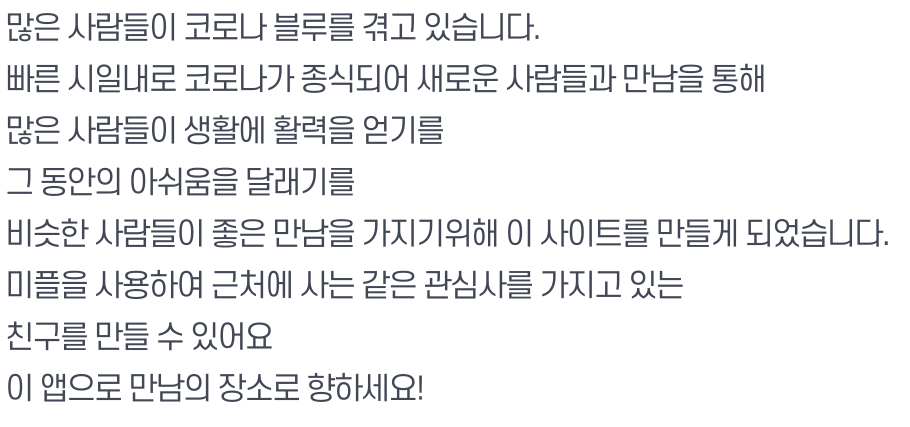 많은 사람들이 코로나 블루를 겪고 있습니다.
빠른 시일내로 코로나가 종식되어 새로운 사람들과 만남을 통해
많은 사람들이 생활에 활력을 얻기를
그 동안의 아쉬움을 달래기를
비슷한 사람들이 좋은 만남을 가지기위해 이 사이트를 만들게 되었습니다.
미플을 사용하여 근처에 사는 같은 관심사를 가지고 있는
친구를 만들 수 있어요
이 앱으로 만남의 장소로 향하세요!